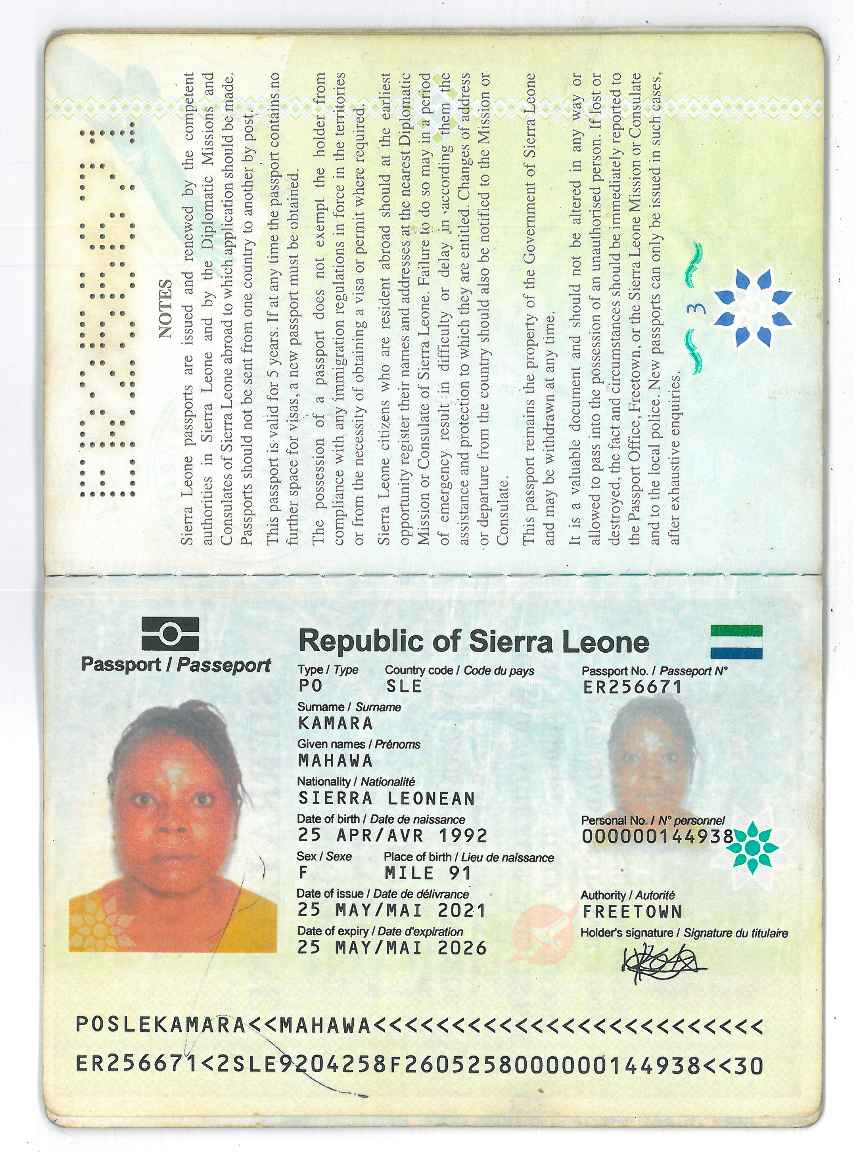 ER256671
NOTES
Sierra Leone passports are issued and renewed by the competent
authorities in Sierra Leone and by the Diplomatic Missions and
Consulates of Sierra Leone abroad to which application should be made.
Passports should not be sent from one country to another by post.
This passport is valid for 5 years. If at any time the passport contains no
further space for visas, a new passport must be obtained.
The possession of a passport does not exempt the holder from
compliance with any immigration regulations in force in the territories
or from the necessity of obtaining a visa or permit where required.
Sierra Leone citizens who are resident abroad should at the earliest
opportunity register their names and addresses at the nearest Diplomatic
Mission or Consulate of Sierra Leone. Failure to do so may in a period
of emergency result in difficulty or delay in according them the
assistance and protection to which they are entitled. Changes of address
or departure from the country should also be notified to the Mission or
Consulate.
This passport remains the property of the Government of Sierra Leone
and may be withdrawn at any time.
It is a valuable document and should not be altered in any way or
allowed to pass into the possession of an unauthorised person. If lost or
destroyed, the fact and circumstances should be immediately reported to
the Passport Office, Freetown, or the Sierra Leone Mission or Consulate
and to the local police. New passports can only be issued in such cases,
after exhaustive enquiries.
3
Republic of Sierra Leone
Passport / Passeport
Type / Type Country code / Code du pays Passport No. / Passeport N°
PO SLE ER256671
Surname / Surname
KAMARA
Given names / Prénoms
MAHAWA
Nationality / Nationalité
SIERRA LEONEAN
Date of birth / Date de naissance Personal No. / N° personnel
25 APR/AVR 1992 000000144938
Sex / Sexe Place of birth / Lieu de naissance
F MILE 91
Date of issue / Date de délivrance Authority / Autorité
25 MAY/MAI 2021 FREETOWN
Date of expiry / Date d'expiration Holder's signature / Signature du titulaire
25 MAY/MAI 2026
POSLEKAMARA<<MAHAWA<<<<<<<<<<<<<<<<<<<<<<<<<
ER256671<2SLE9204258F2605258000000144938<<30